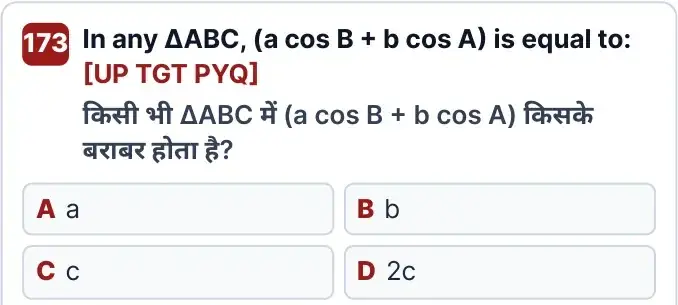 173 In any ΔABC, (a cos B + b cos A) is equal to:
[UP TGT PYQ]
किसी भी ΔABC में (a cos B + b cos A) किसके
बराबर होता है?
A a
B b
C c
D 2c